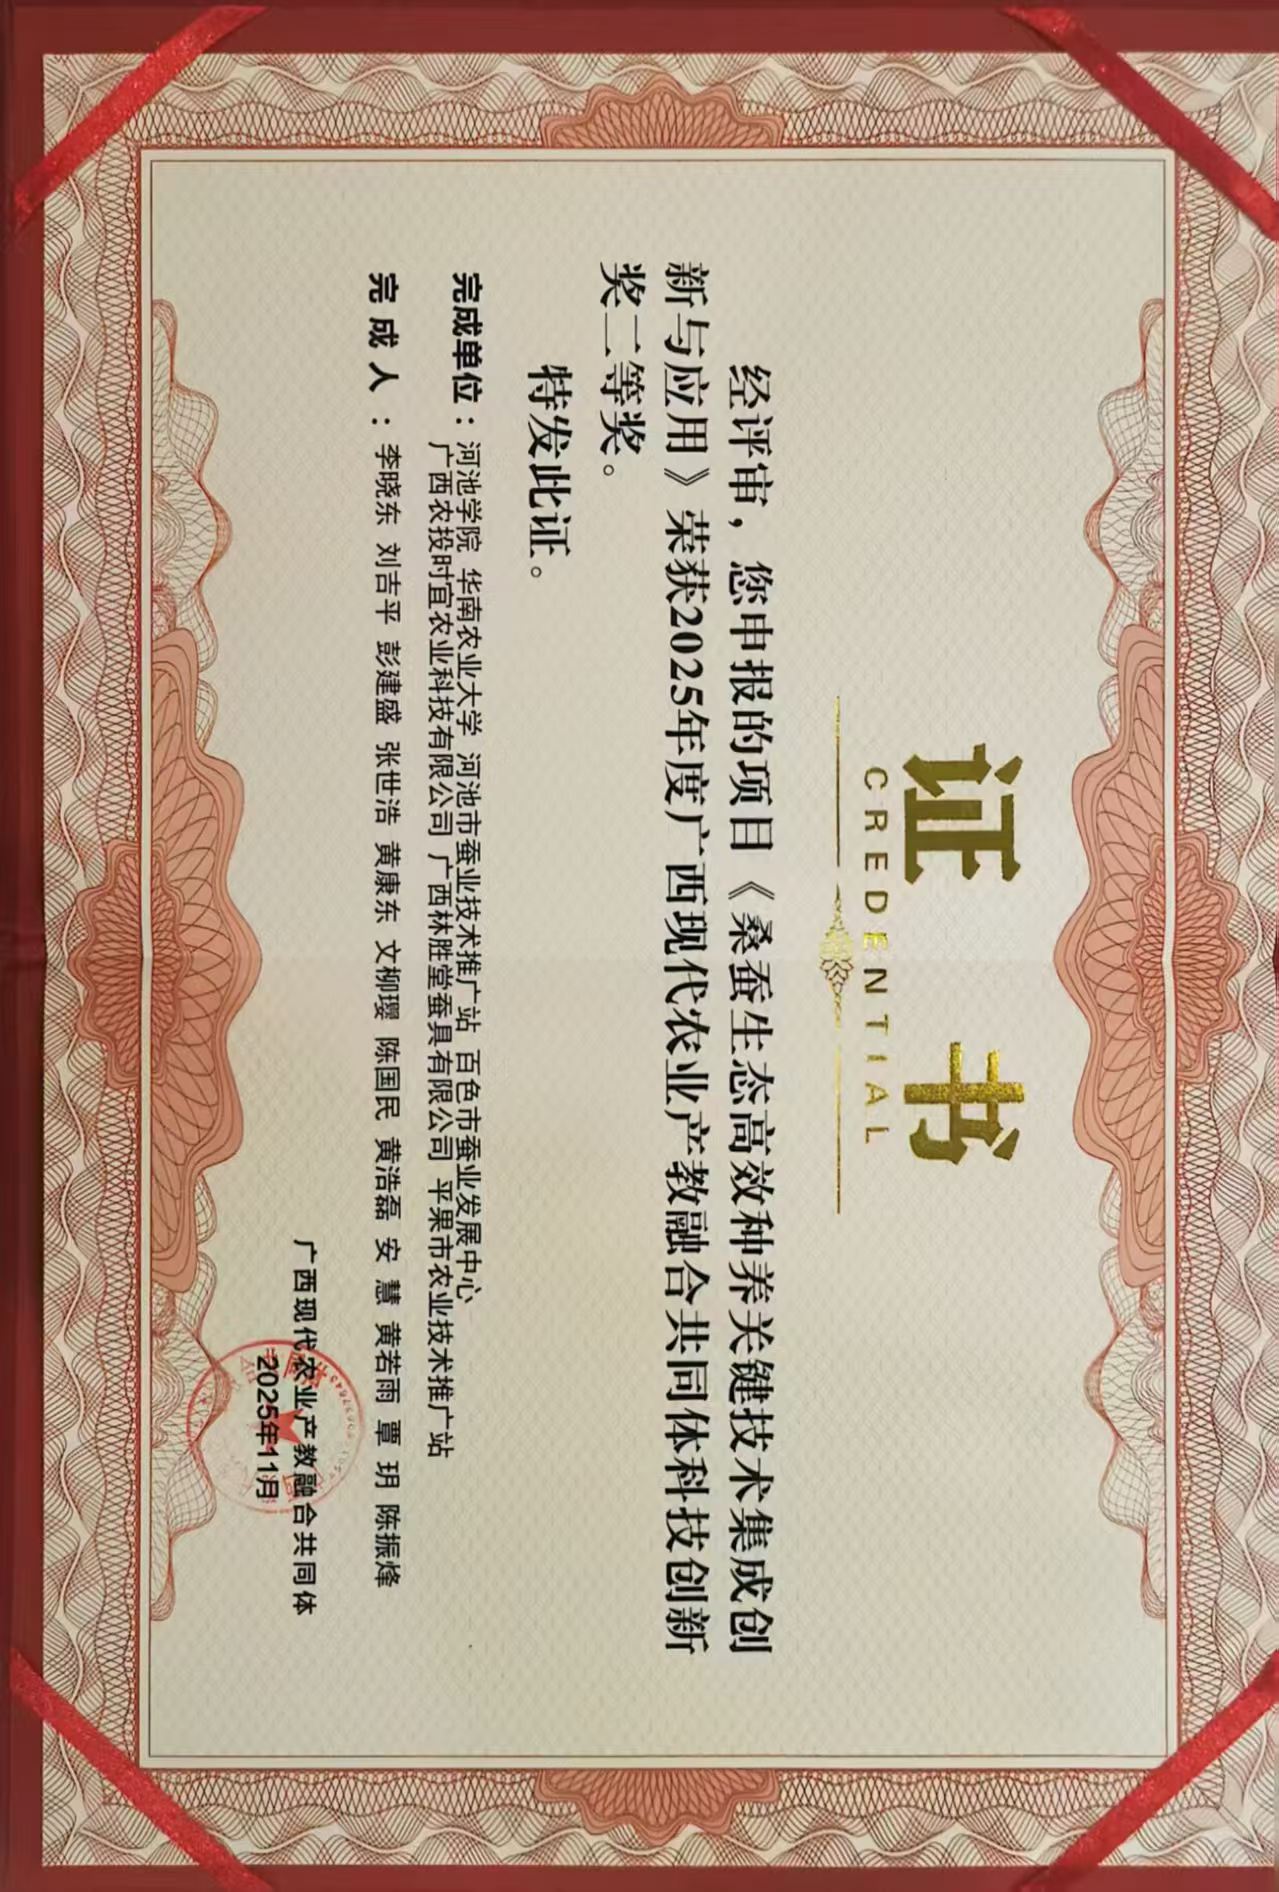 证书
CREDENTIAL
经评审，您申报的项目《桑蚕生态高效种养关键技术集成创
新与应用》荣获2025年度广西现代农业产教融合共同体科技创新
奖二等奖。
特发此证。
完成单位：河池学院 华南农业大学 河池市蚕业技术推广站 百色市蚕业发展中心
广西农投时宜农业科技有限公司 广西林胜堂蚕具有限公司 平果市农业技术推广站
完成人：李晓东 刘吉平 彭建盛 张世浩 黄康东 文柳璎 陈国民 黄浩磊 安慧 黄若雨 覃玥 陈振烽
广西现代农业产教融合共同体
2025年11月